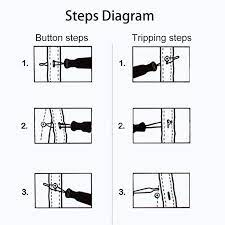 Steps Diagram
Button steps
Tripping steps
1.
1.
2.
2.
3.
3.